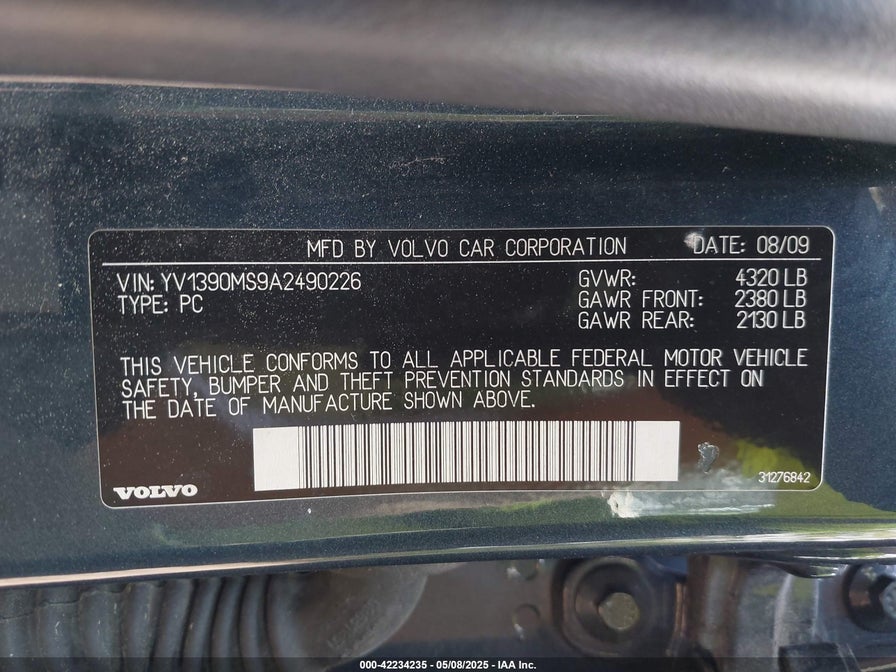 MFD BY VOLVO CAR CORPORATION DATE: 08/09
VIN: YV1390MS9A2490226 GVWR: 4320 LB
TYPE: PC GAWR FRONT: 2380 LB
GAWR REAR: 2130 LB
THIS VEHICLE CONFORMS TO ALL APPLICABLE FEDERAL MOTOR VEHICLE
SAFETY, BUMPER AND THEFT PREVENTION STANDARDS IN EFFECT ON
THE DATE OF MANUFACTURE SHOWN ABOVE.
VOLVO 31276842
000-42234235 - 05/08/2025 - IAA Inc.